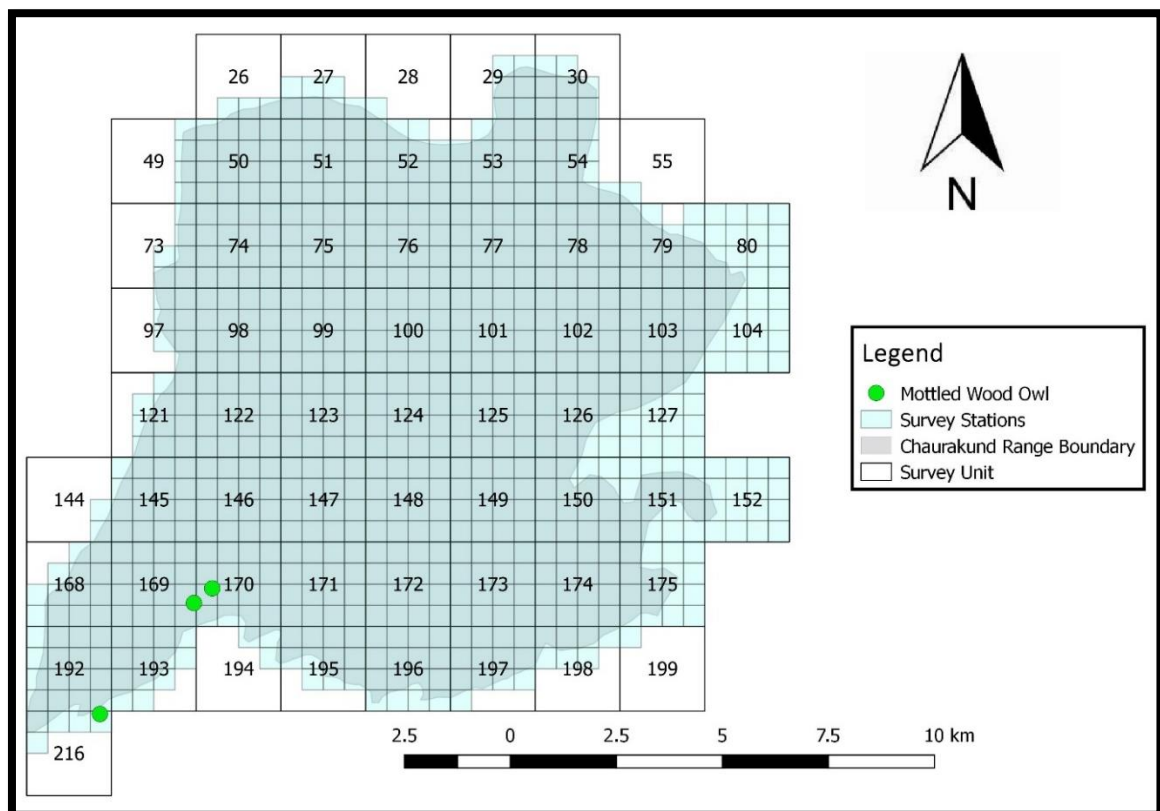 26 27 28 29 30
49 50 51 52 53 54 55
73 74 75 76 77 78 79 80
97 98 99 100 101 102 103 104
121 122 123 124 125 126 127
144 145 146 147 148 149 150 151 152
168 169 170 171 172 173 174 175
192 193 194 195 196 197 198 199
216
N
Legend
Mottled Wood Owl
Survey Stations
Chaurakund Range Boundary
Survey Unit
2.5 0 2.5 5 7.5 10 km